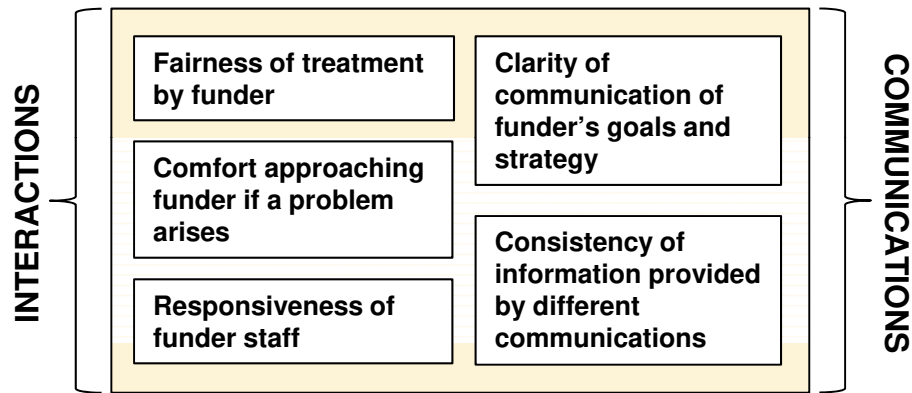 INTERACTIONS
Fairness of treatment
by funder
Comfort approaching
funder if a problem
arises
Responsiveness of
funder staff
Clarity of
communication of
funder’s goals and
strategy
Consistency of
information provided
by different
communications
COMMUNICATIONS